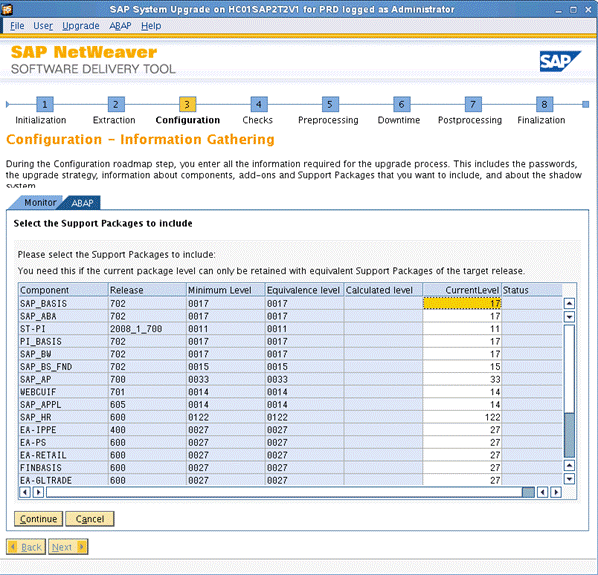 SAP System Upgrade on HC01SAP2T2V1 for PRD logged as Administrator
File User Upgrade ABAP Help
SAP NetWeaver
SOFTWARE DELIVERY TOOL
SAP
1 2 3 4 5 6 7 8
Initialization Extraction Configuration Checks Preprocessing Downtime Postprocessing Finalization
Configuration - Information Gathering
During the Configuration roadmap step, you enter all the information required for the upgrade process. This includes the passwords,
the upgrade strategy, information about components, add-ons and Support Packages that you want to include, and about the shadow
system.
Monitor ABAP
Select the Support Packages to include
Please select the Support Packages to include:
You need this if the current package level can only be retained with equivalent Support Packages of the target release.
Component Release Minimum Level Equivalence level Calculated level CurrentLevel Status
SAP_BASIS 702 0017 0017 17
SAP_ABA 702 0017 0017 17
ST-PI 2008_1_700 0011 0011 11
PI_BASIS 702 0017 0017 17
SAP_BW 702 0017 0017 17
SAP_BS_FND 702 0015 0015 15
SAP_AP 700 0033 0033 33
WEBCUIF 701 0014 0014 14
SAP_APPL 605 0014 0014 14
SAP_HR 600 0122 0122 122
EA-IPPE 400 0027 0027 27
EA-PS 600 0027 0027 27
EA-RETAIL 600 0027 0027 27
FINBASIS 600 0027 0027 27
EA-GLTRADE 600 0027 0027 27
Continue Cancel
Back Next